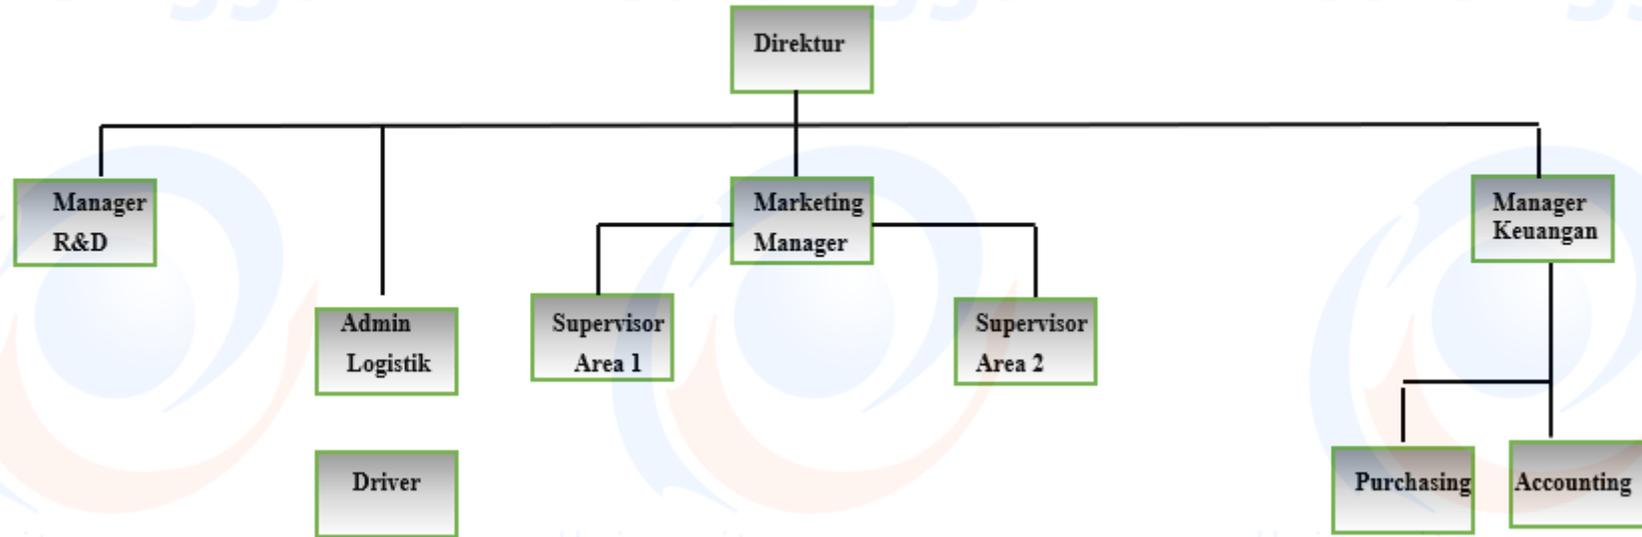 Direktur
Manager
R&D
Marketing
Manager
Manager
Keuangan
Admin
Logistik
Supervisor
Area 1
Supervisor
Area 2
Driver
Purchasing
Accounting